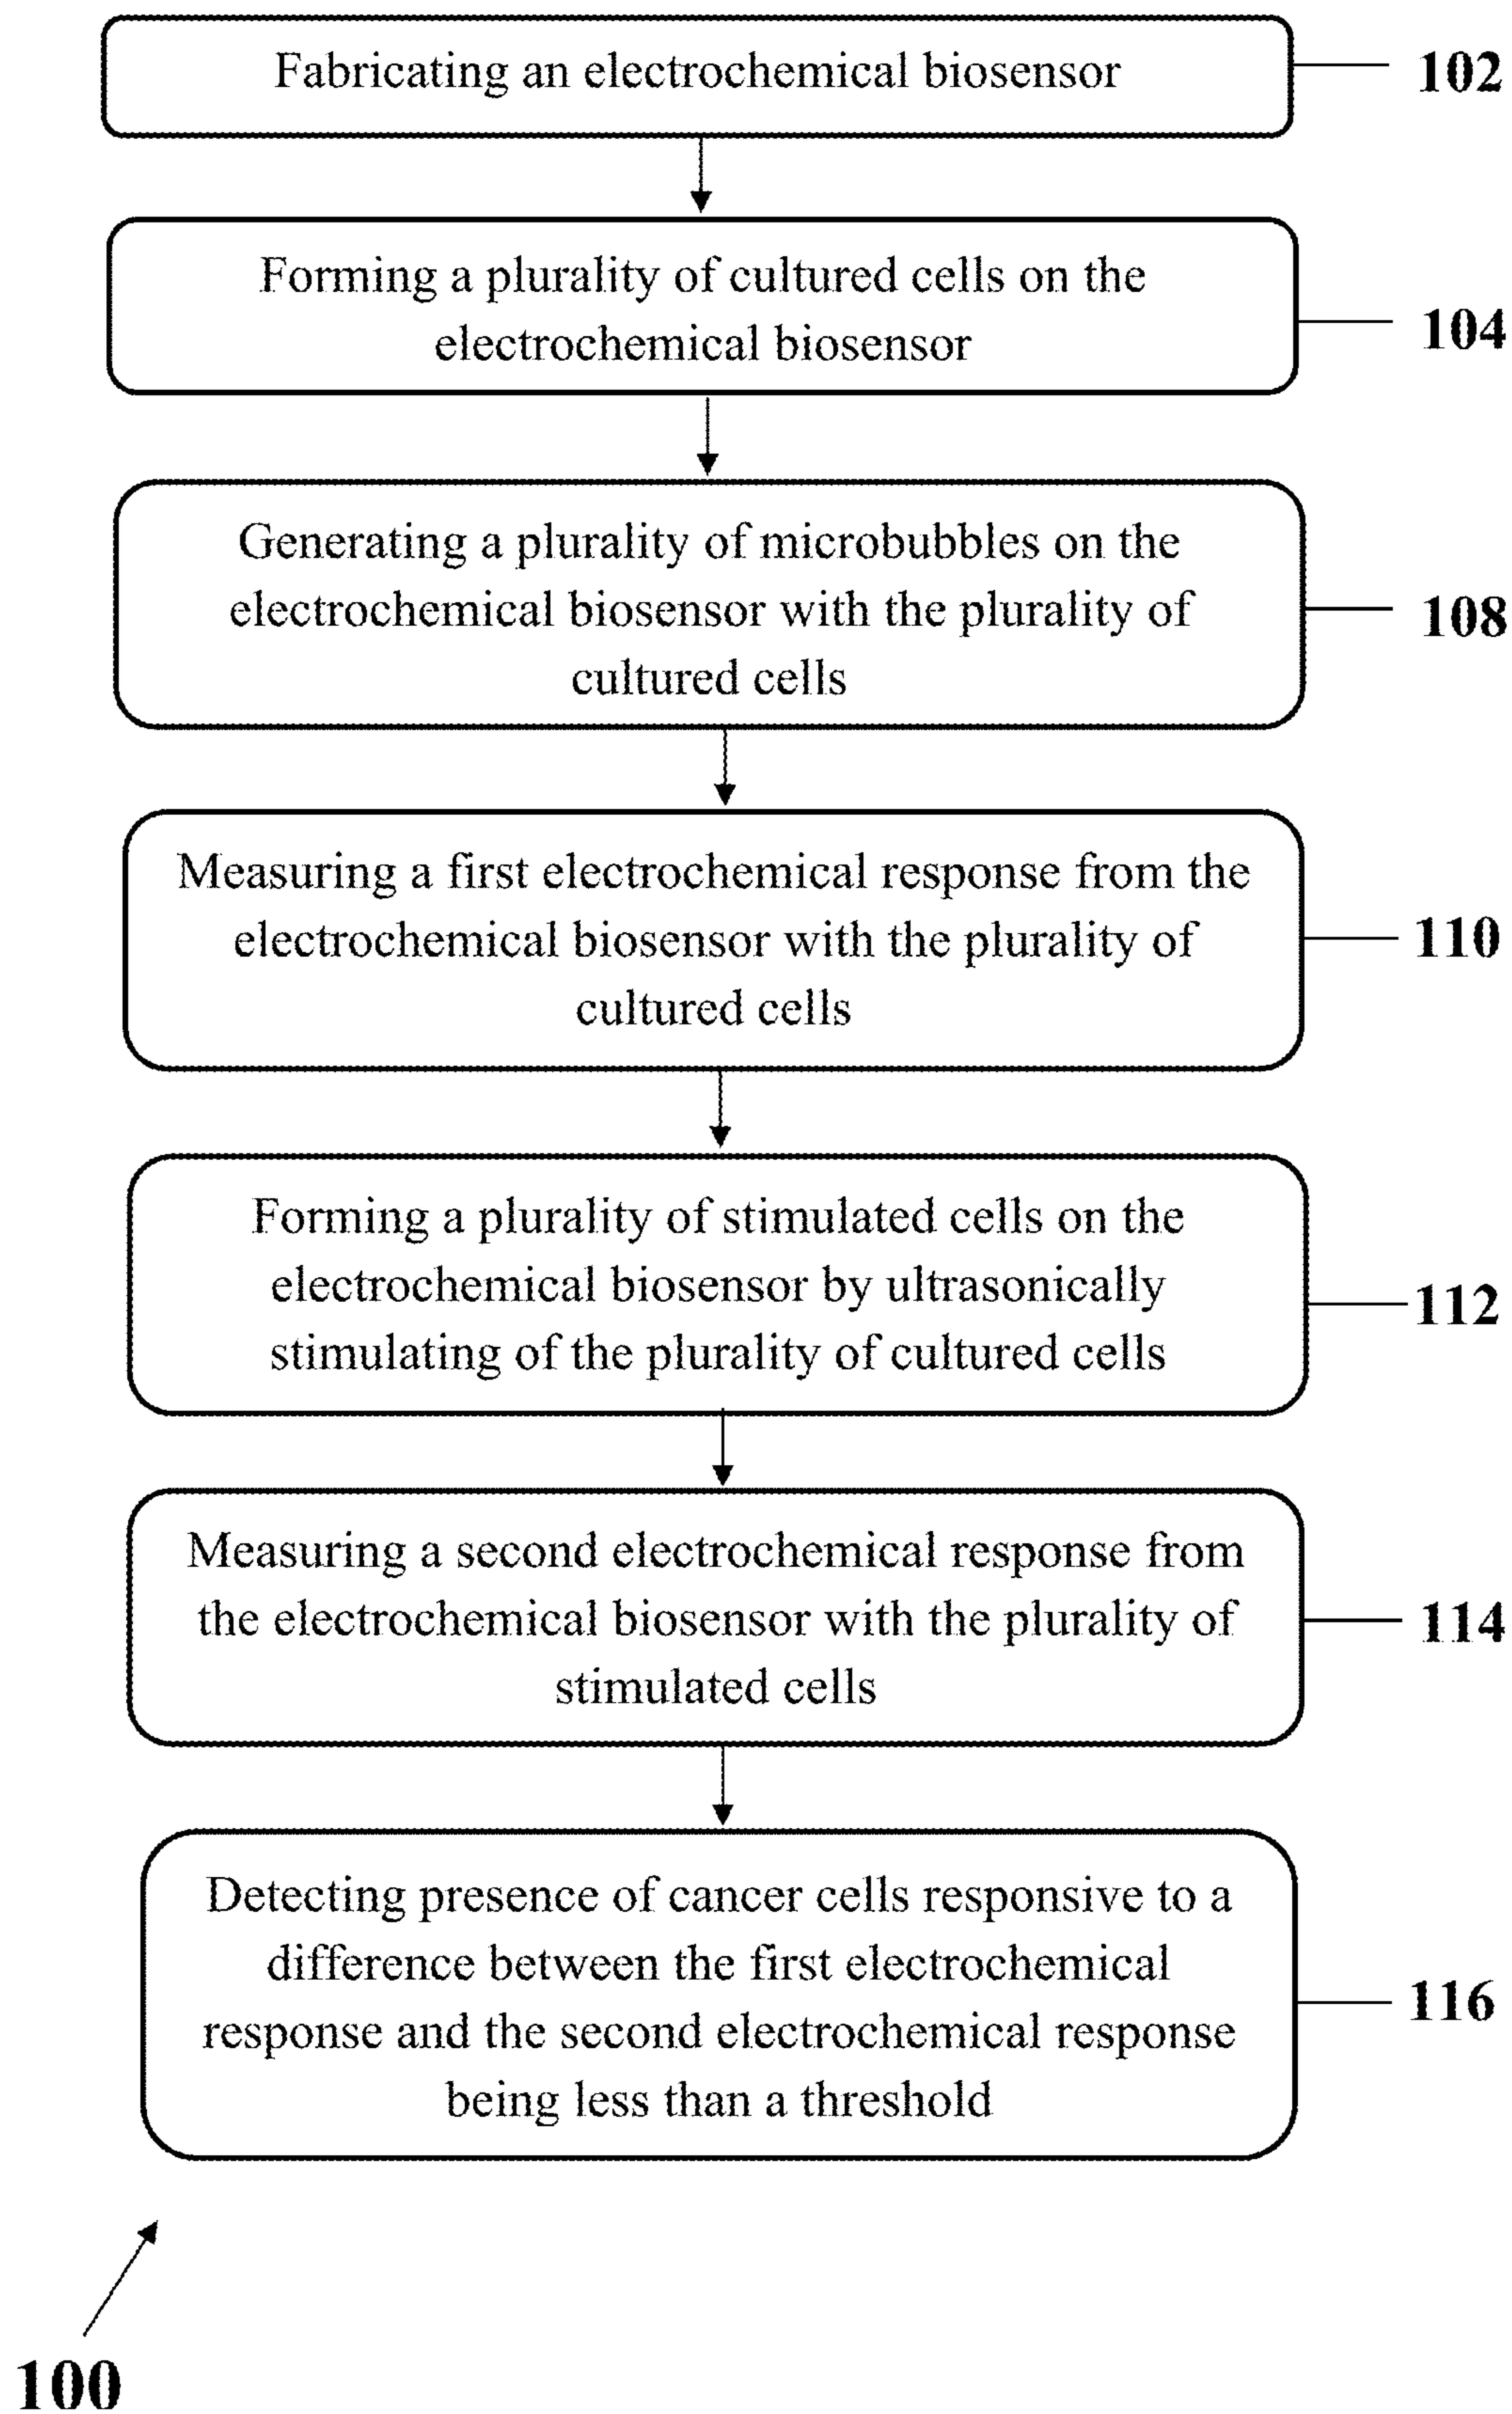 Fabricating an electrochemical biosensor
102
Forming a plurality of cultured cells on the
electrochemical biosensor
104
Generating a plurality of microbubbles on the
electrochemical biosensor with the plurality of
cultured cells
108
Measuring a first electrochemical response from the
electrochemical biosensor with the plurality of
cultured cells
110
Forming a plurality of stimulated cells on the
electrochemical biosensor by ultrasonically
stimulating of the plurality of cultured cells
112
Measuring a second electrochemical response from
the electrochemical biosensor with the plurality of
stimulated cells
114
Detecting presence of cancer cells responsive to a
difference between the first electrochemical
response and the second electrochemical response
being less than a threshold
116
100